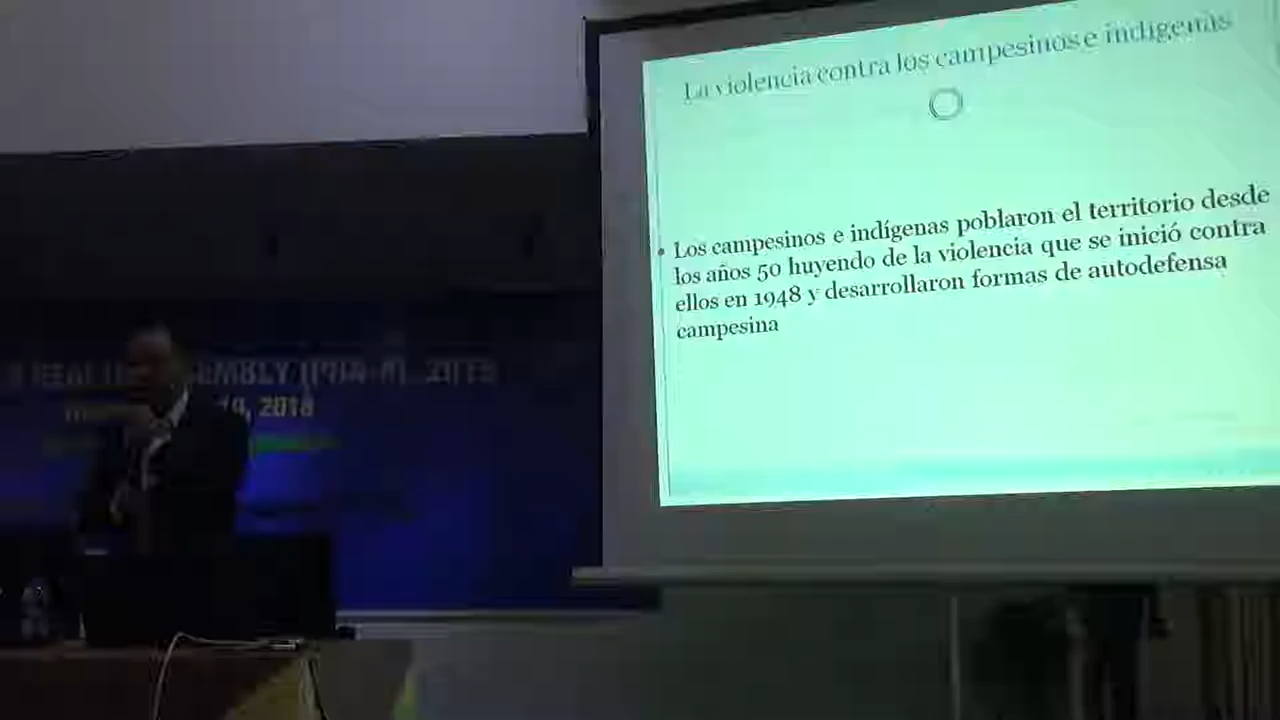 La violencia contra los campesinos e indígenas
Los campesinos e indígenas poblaron el territorio desde
los años 50 huyendo de la violencia que se inició contra
ellos en 1948 y desarrollaron formas de autodefensa
campesina
2018